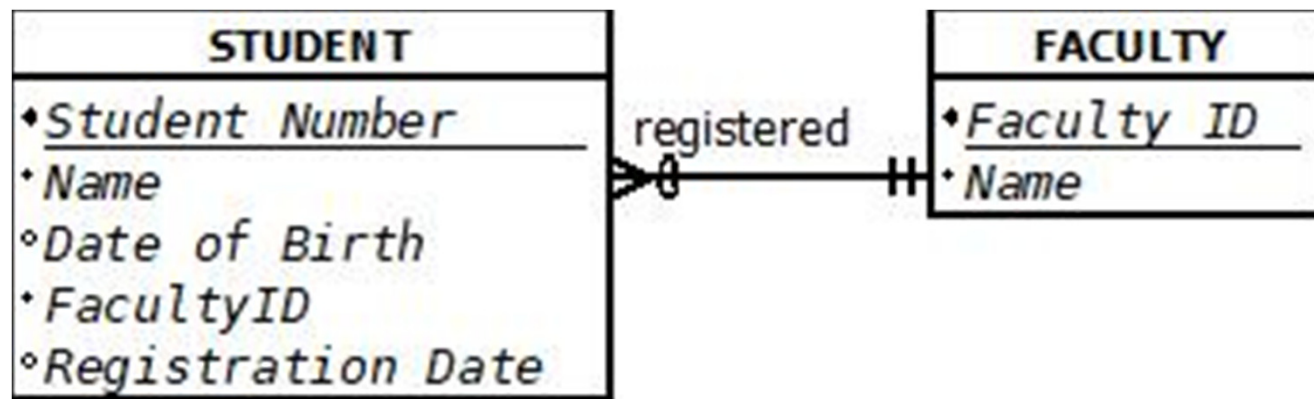 STUDENT
Student Number
Name
Date of Birth
FacultyID
Registration Date
registered
FACULTY
Faculty ID
Name